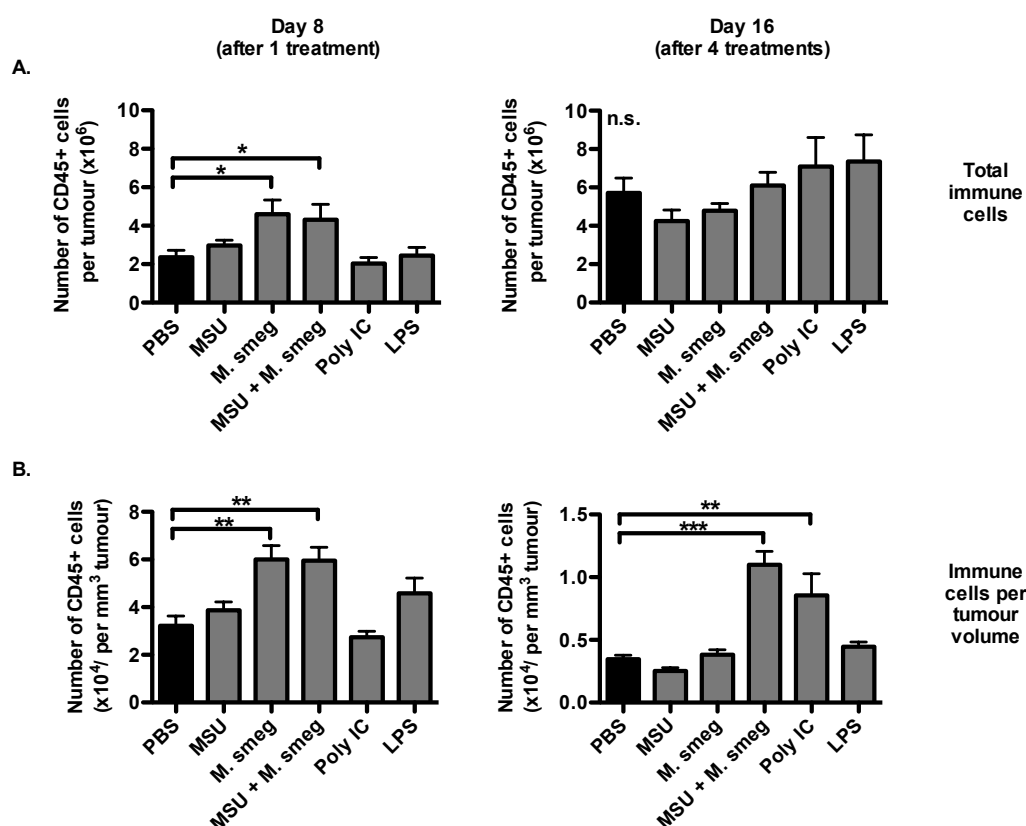 Day 8
(after 1 treatment)
Day 16
(after 4 treatments)
A.
Number of CD45+ cells
per tumour (x10⁶)
10
8
6
4
2
0
*
*
PBS
MSU
M. smeg
MSU + M. smeg
Poly IC
LPS
Number of CD45+ cells
per tumour (x10⁶)
10
8
6
4
2
0
n.s.
PBS
MSU
M. smeg
MSU + M. smeg
Poly IC
LPS
Total
immune
cells
B.
Number of CD45+ cells
(x10⁴/ per mm³ tumour)
8
6
4
2
0
**
**
PBS
MSU
M. smeg
MSU + M. smeg
Poly IC
LPS
Number of CD45+ cells
(x10⁴/ per mm³ tumour)
1.5
1.0
0.5
0.0
**
***
PBS
MSU
M. smeg
MSU + M. smeg
Poly IC
LPS
Immune
cells per
tumour
volume